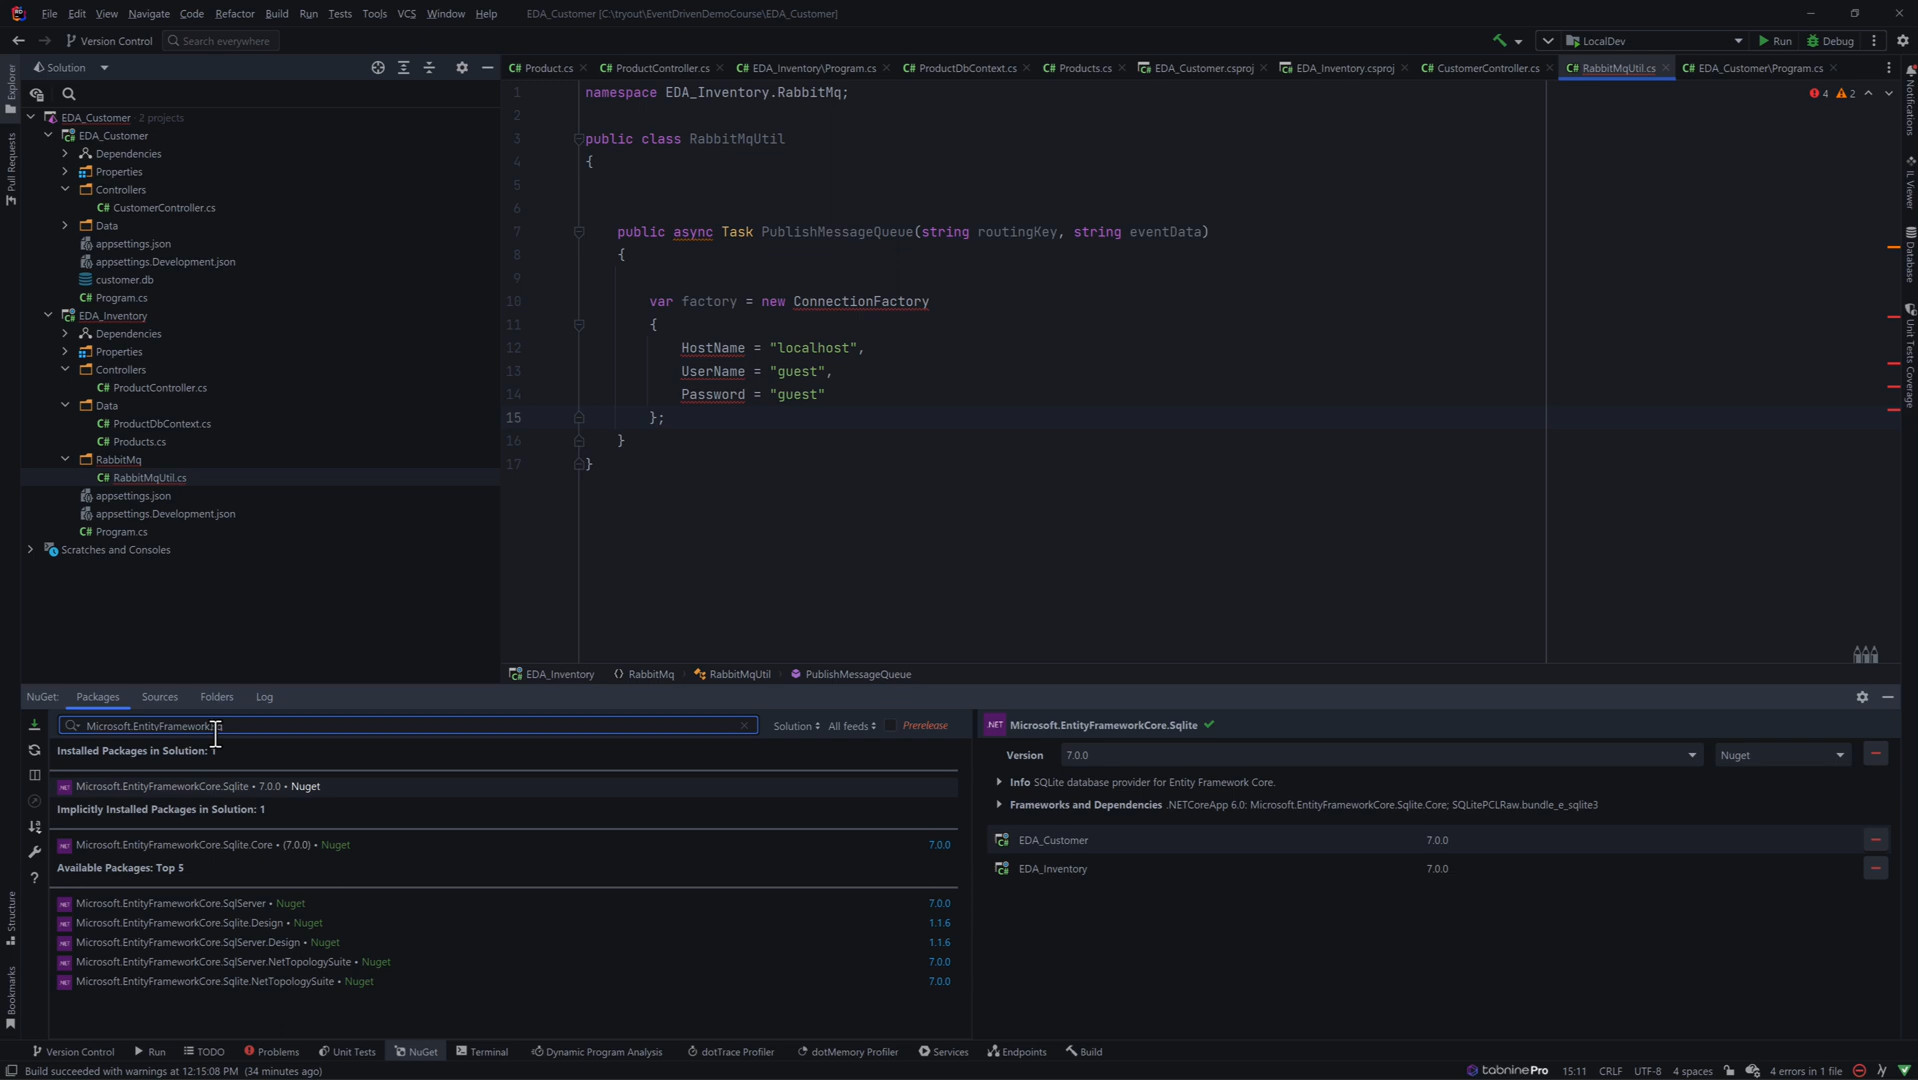 File Edit View Navigate Code Refactor Build Run Tests Tools VCS Window Help EDA_Customer [C:\tryout\EventDrivenDemoCourse\EDA_Customer]
Version Control Search everywhere LocalDev Run Debug
Solution
Product.cs ProductController.cs EDA_Inventory\Program.cs ProductDbContext.cs Products.cs EDA_Customer.csproj EDA_Inventory.csproj CustomerController.cs RabbitMqUtil.cs EDA_Customer\Program.cs
Explorer
Pull Requests
Structure
Bookmarks
EDA_Customer · 2 projects
EDA_Customer
Dependencies
Properties
Controllers
C# CustomerController.cs
Data
appsettings.json
appsettings.Development.json
customer.db
C# Program.cs
EDA_Inventory
Dependencies
Properties
Controllers
C# ProductController.cs
Data
C# ProductDbContext.cs
C# Products.cs
RabbitMq
C# RabbitMqUtil.cs
appsettings.json
appsettings.Development.json
C# Program.cs
Scratches and Consoles
4 2
1 namespace EDA_Inventory.RabbitMq;
2
3 public class RabbitMqUtil
4 {
5
6
7 public async Task PublishMessageQueue(string routingKey, string eventData)
8 {
9
10 var factory = new ConnectionFactory
11 {
12 HostName = "localhost",
13 UserName = "guest",
14 Password = "guest"
15 };
16 }
17 }
Notifications
IL Viewer
Database
Unit Tests Coverage
EDA_Inventory RabbitMq RabbitMqUtil PublishMessageQueue
NuGet: Packages Sources Folders Log
Solution All feeds Prerelease
Installed Packages in Solution: 1
Microsoft.EntityFrameworkCore.Sqlite • 7.0.0 • Nuget
Implicitly Installed Packages in Solution: 1
Microsoft.EntityFrameworkCore.Sqlite.Core • (7.0.0) • Nuget 7.0.0
Available Packages: Top 5
Microsoft.EntityFrameworkCore.SqlServer • Nuget 7.0.0
Microsoft.EntityFrameworkCore.Sqlite.Design • Nuget 1.1.6
Microsoft.EntityFrameworkCore.SqlServer.Design • Nuget 1.1.6
Microsoft.EntityFrameworkCore.SqlServer.NetTopologySuite • Nuget 7.0.0
Microsoft.EntityFrameworkCore.Sqlite.NetTopologySuite • Nuget 7.0.0
.NET Microsoft.EntityFrameworkCore.Sqlite
Version 7.0.0 Nuget
Info SQLite database provider for Entity Framework Core.
Frameworks and Dependencies .NETCoreApp 6.0: Microsoft.EntityFrameworkCore.Sqlite.Core; SQLitePCLRaw.bundle_e_sqlite3
EDA_Customer 7.0.0
EDA_Inventory 7.0.0
Version Control Run TODO Problems Unit Tests NuGet Terminal Dynamic Program Analysis dotTrace Profiler dotMemory Profiler Services Endpoints Build
Build succeeded with warnings at 12:15:08 PM (34 minutes ago) tabnine Pro 15:11 CRLF UTF-8 4 spaces 4 errors in 1 file